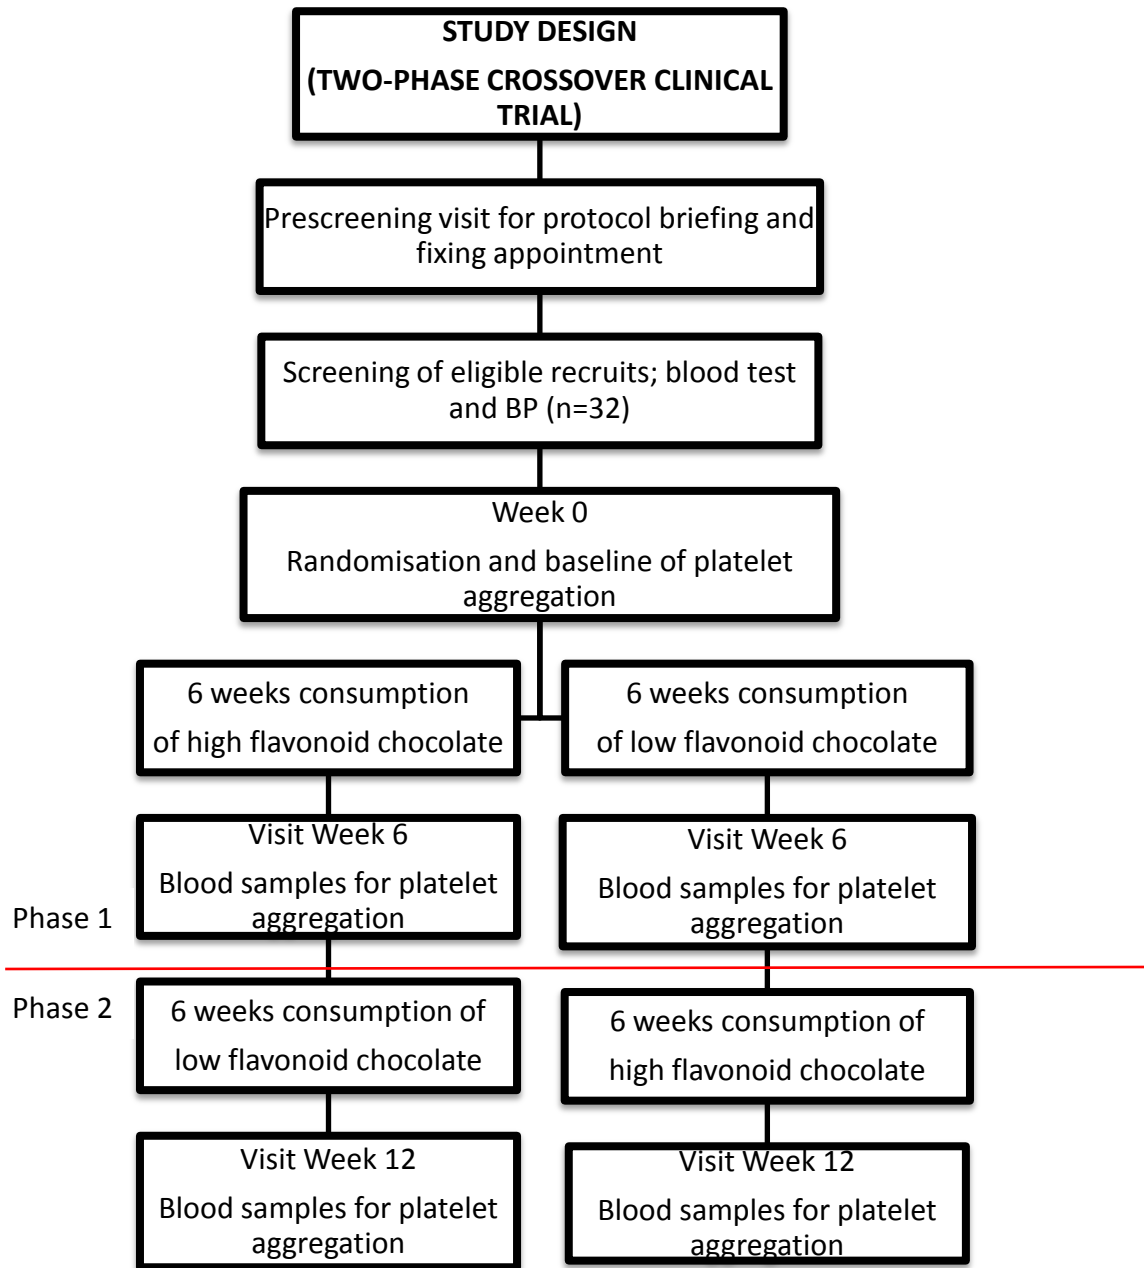 STUDY DESIGN
(TWO-PHASE CROSSOVER CLINICAL
TRIAL)
Prescreening visit for protocol briefing and
fixing appointment
Screening of eligible recruits; blood test
and BP (n=32)
Week 0
Randomisation and baseline of platelet
aggregation
6 weeks consumption
of high flavonoid chocolate
6 weeks consumption
of low flavonoid chocolate
Visit Week 6
Blood samples for platelet
aggregation
Visit Week 6
Blood samples for platelet
aggregation
Phase 1
Phase 2
6 weeks consumption of
low flavonoid chocolate
6 weeks consumption of
high flavonoid chocolate
Visit Week 12
Blood samples for platelet
aggregation
Visit Week 12
Blood samples for platelet
aggregation